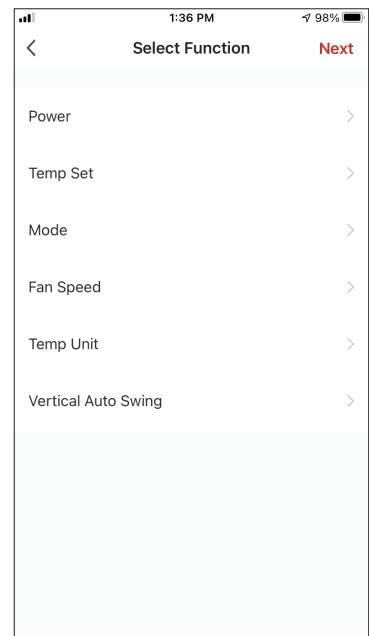 1:36 PM
98%
Select Function
Next
Power
Temp Set
Mode
Fan Speed
Temp Unit
Vertical Auto Swing